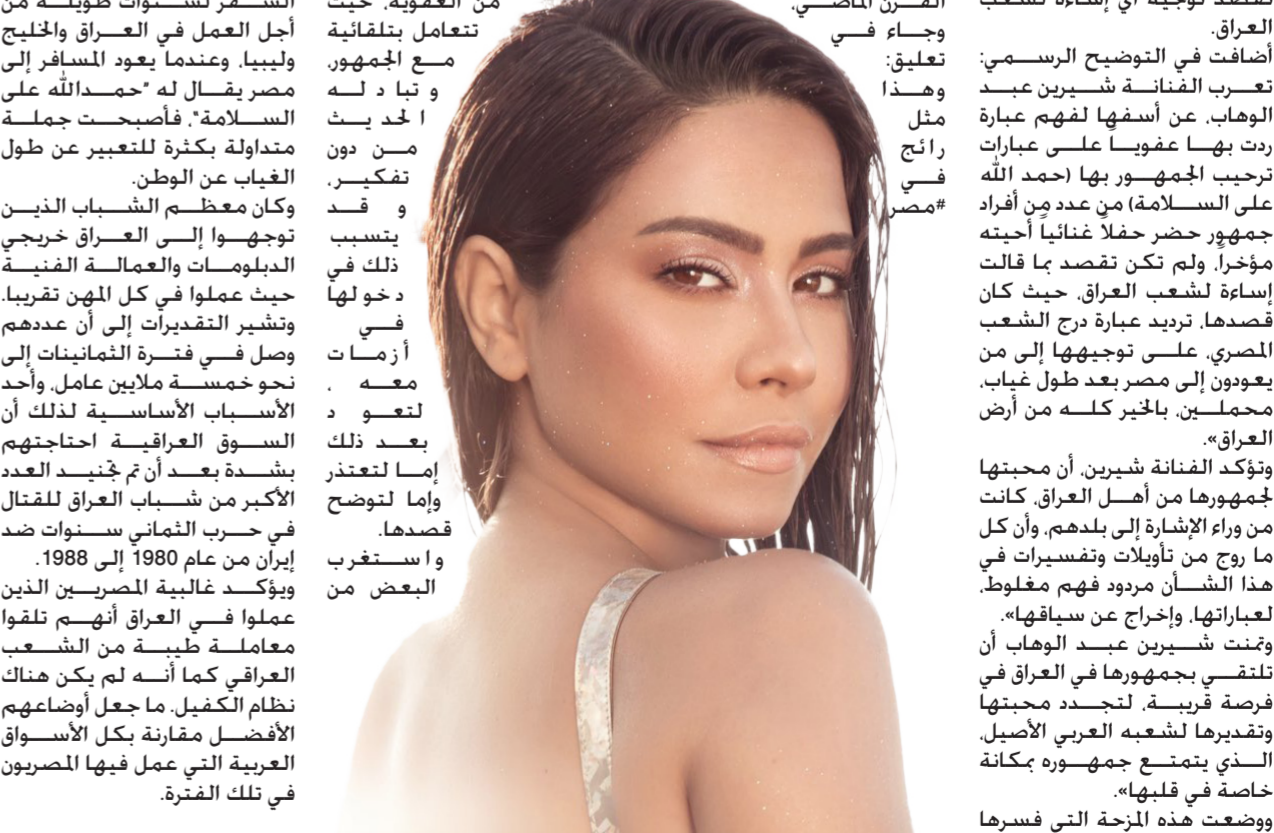 العراق.
أضافت في التوضيح الرسمي:
تعرب الفنانة شيرين عبد
الوهاب، عن أسفها لفهم عبارة
ردت بها عفوياً على عبارات
ترحيب الجمهور بها (حمد الله
على السلامة) من عدد من أفراد
جمهور حضر حفلاً غنائياً أحيته
مؤخراً، ولم تكن تقصد بما قالت
إساءة لشعب العراق، حيث كان
قصدها، ترديد عبارة درج الشعب
المصري، على توجيهها إلى من
يعودون إلى مصر بعد طول غياب،
محملين، بالخير كله من أرض
العراق».
وتؤكد الفنانة شيرين، أن محبتها
لجمهورها من أهل العراق، كانت
من وراء الإشارة إلى بلدهم، وأن كل
ما روج من تأويلات وتفسيرات في
هذا الشأن مردود فهم مغلوط،
لعباراتها، وإخراج عن سياقها».
وتمنت شيرين عبد الوهاب أن
تلتقي بجمهورها في العراق في
فرصة قريبة، لتجدد محبتها
وتقديرها لشعبه العربي الأصيل،
الذي يتمتع جمهوره بمكانة
خاصة في قلبها».
ووضعت هذه المزحة التي فسرها
القرن الماضي،
وجاء في
تعليق:
وهذا
مثل
رائج
في
#مصر
من العفوية، حيث
تتعامل بتلقائية
مع الجمهور،
وتبادله
الحديث
من دون
تفكير،
وقد
يتسبب
ذلك في
دخولها
في
أزمات
معه،
لتعود
بعد ذلك
إما لتعتذر
وإما لتوضح
قصدها.
واستغرب
البعض من
السفر لسنوات طويلة من
أجل العمل في العراق والخليج
وليبيا، وعندما يعود المسافر إلى
مصر يقال له "حمدالله على
السلامة"، فأصبحت جملة
متداولة بكثرة للتعبير عن طول
الغياب عن الوطن.
وكان معظم الشباب الذين
توجهوا إلى العراق خريجي
الدبلومات والعمالة الفنية
حيث عملوا في كل المهن تقريبا.
وتشير التقديرات إلى أن عددهم
وصل في فترة الثمانينات إلى
نحو خمسة ملايين عامل، وأحد
الأسباب الأساسية لذلك أن
السوق العراقية احتاجتهم
بشدة بعد أن تم تجنيد العدد
الأكبر من شباب العراق للقتال
في حرب الثماني سنوات ضد
إيران من عام 1980 إلى 1988.
ويؤكد غالبية المصريين الذين
عملوا في العراق أنهم تلقوا
معاملة طيبة من الشعب
العراقي كما أنه لم يكن هناك
نظام الكفيل، ما جعل أوضاعهم
الأفضل مقارنة بكل الأسواق
العربية التي عمل فيها المصريون
في تلك الفترة.